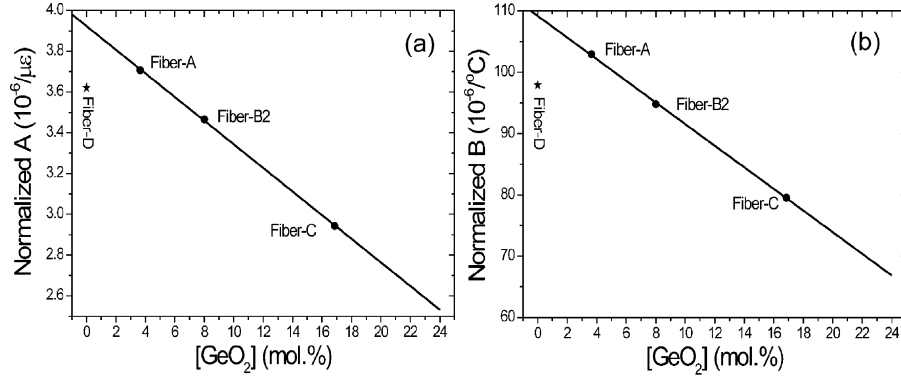 (a)
Normalized A (10⁻⁶/με)
4.0
3.8
3.6
3.4
3.2
3.0
2.8
2.6
Fiber-A
Fiber-B2
Fiber-C
★ Fiber-D
0 2 4 6 8 10 12 14 16 18 20 22 24
[GeO₂] (mol.%)
(b)
Normalized B (10⁻⁶/°C)
110
100
90
80
70
60
Fiber-A
Fiber-B2
Fiber-C
★ Fiber-D
0 2 4 6 8 10 12 14 16 18 20 22 24
[GeO₂] (mol.%)